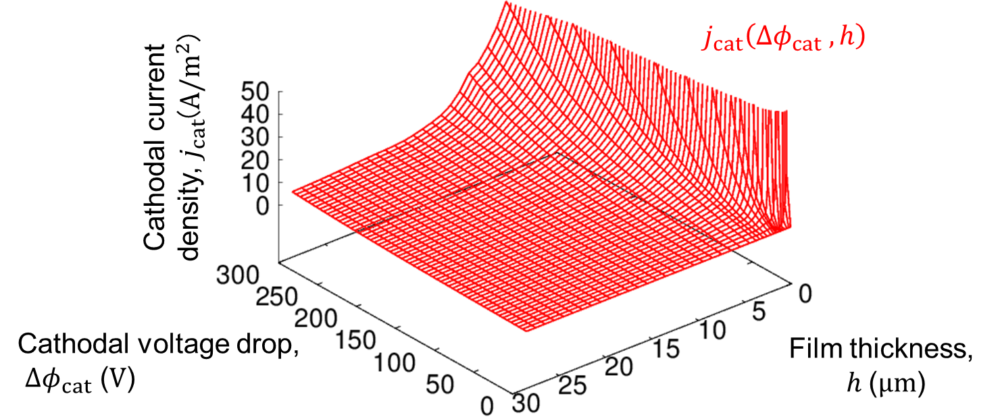 Cathodal current
density, j_cat(A/m²)
j_cat(Δϕ_cat , h)
50
40
30
20
10
0
300
250
200
150
100
50
0
Cathodal voltage drop,
Δϕ_cat (V)
0
5
10
15
20
25
30
Film thickness,
h (μm)